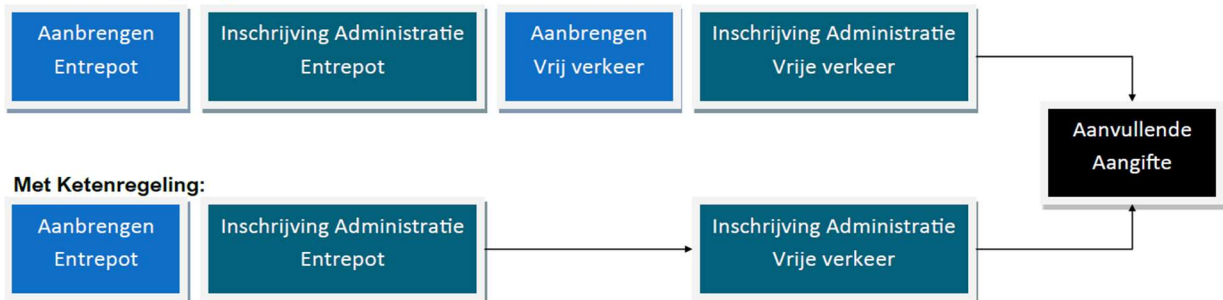 Aanbrengen
Entrepot
Inschrijving Administratie
Entrepot
Aanbrengen
Vrij verkeer
Inschrijving Administratie
Vrije verkeer
Aanvullende
Aangifte
Met Ketenregeling:
Aanbrengen
Entrepot
Inschrijving Administratie
Entrepot
Inschrijving Administratie
Vrije verkeer